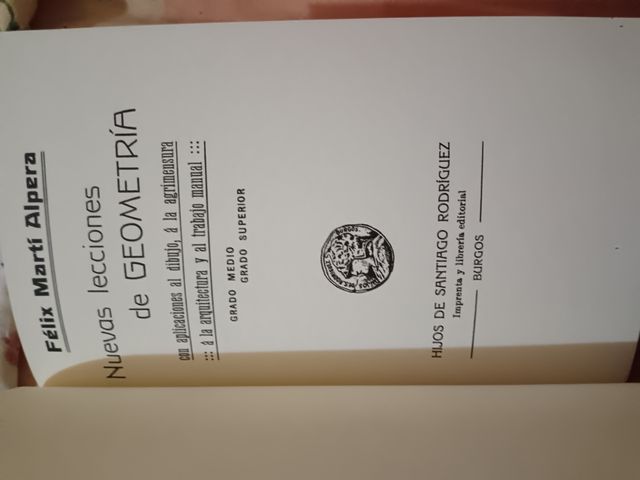 Félix Martí Alpera
Nuevas lecciones
de GEOMETRÍA
con aplicaciones al dibujo, á la agrimensura
::: á la arquitectura y al trabajo manual :::
GRADO MEDIO
GRADO SUPERIOR
BURGOS.
HIJOS DE SANTIAGO RODRÍGUEZ
Imprenta y librería editorial
BURGOS